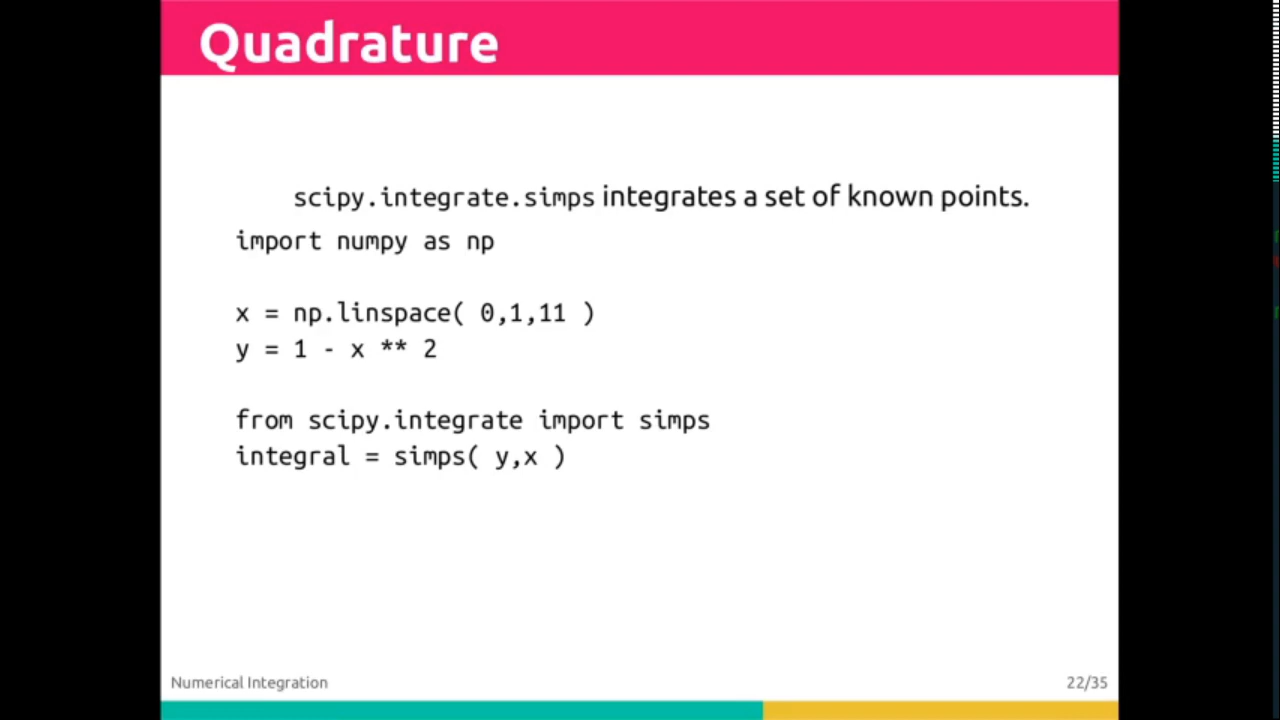 Quadrature
scipy.integrate.simps integrates a set of known points.
import numpy as np
x = np.linspace( 0,1,11 )
y = 1 - x ** 2
from scipy.integrate import simps
integral = simps( y,x )
Numerical Integration
22/35